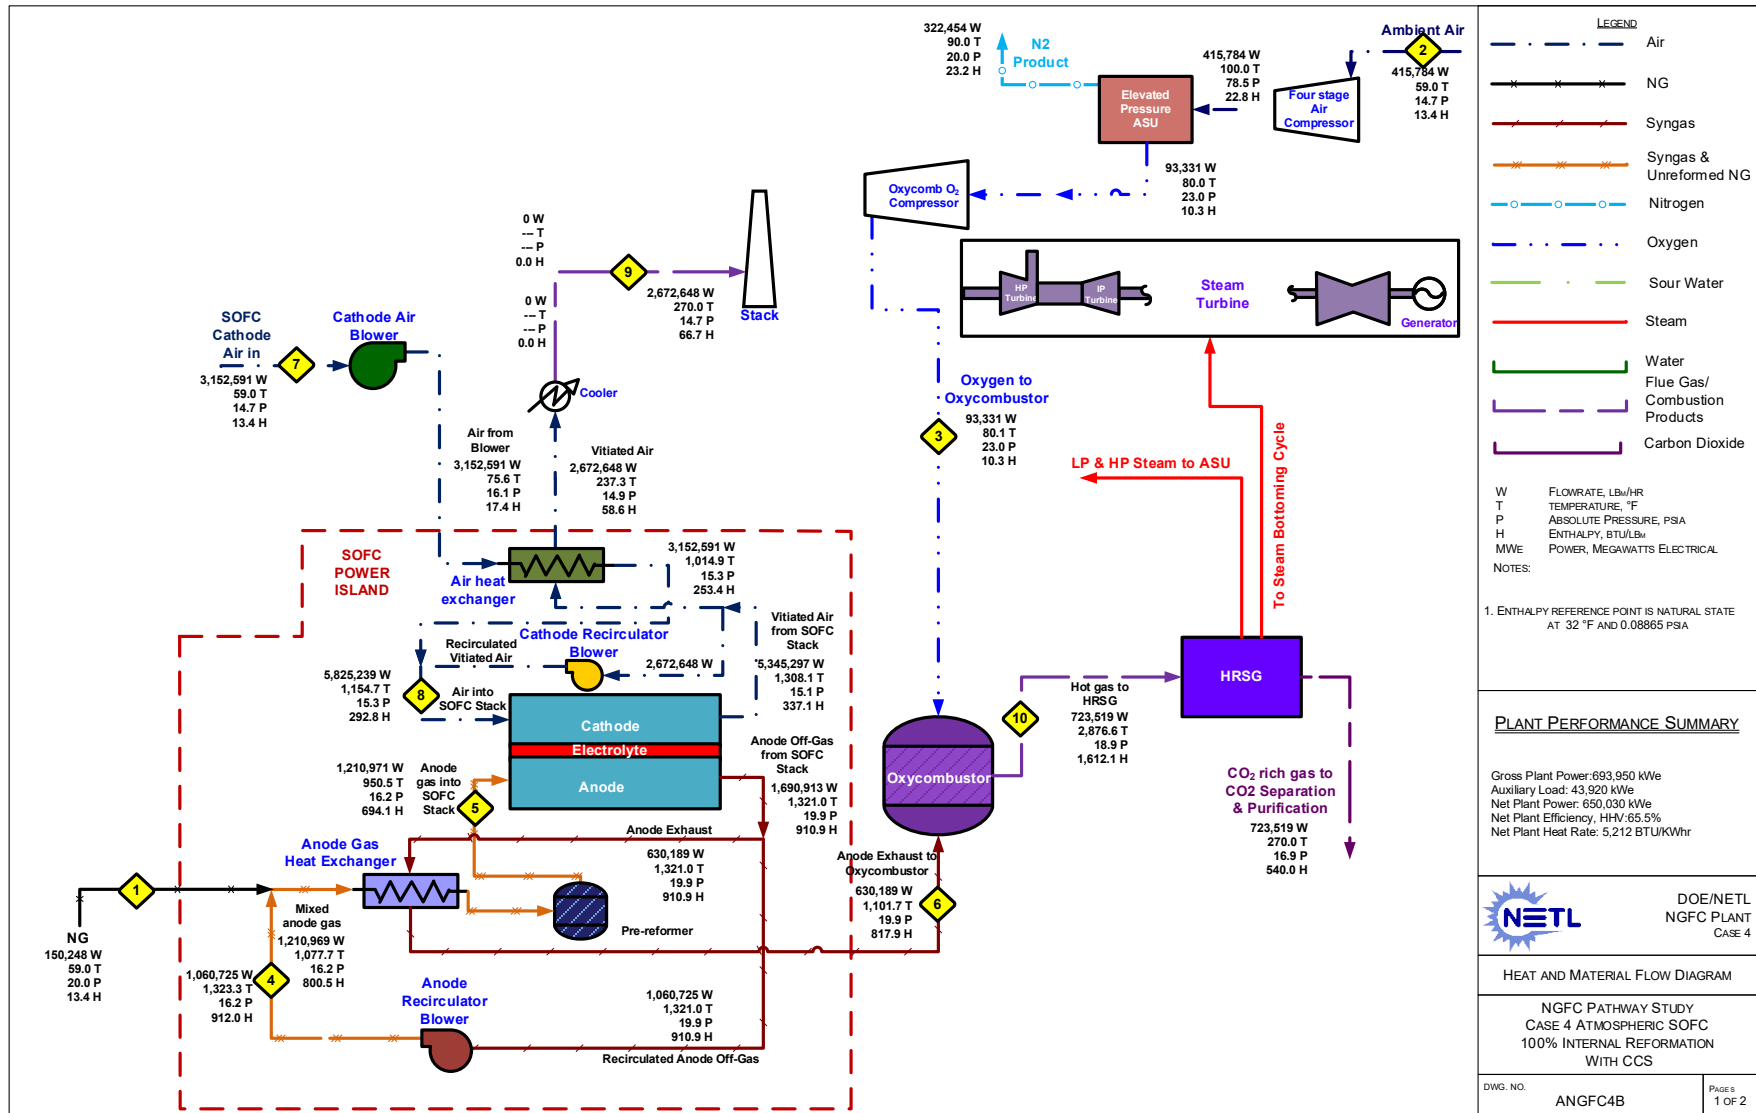 322,454 W
90.0 T
20.0 P
23.2 H
N2
Product
415,784 W
100.0 T
78.5 P
22.8 H
Ambient Air
2
415,784 W
59.0 T
14.7 P
13.4 H
Elevated
Pressure
ASU
Four stage
Air
Compressor
93,331 W
80.0 T
23.0 P
10.3 H
Oxycomb O2
Compressor
0 W
--- T
--- P
0.0 H
9
2,672,648 W
270.0 T
14.7 P
66.7 H
Stack
0 W
--- T
--- P
0.0 H
Cooler
SOFC
Cathode
Air in
7
3,152,591 W
59.0 T
14.7 P
13.4 H
Cathode Air
Blower
HP
Turbine
IP
Turbine
Steam
Turbine
Generator
Air from
Blower
3,152,591 W
75.6 T
16.1 P
17.4 H
Vitiated Air
2,672,648 W
237.3 T
14.9 P
58.6 H
Oxygen to
Oxycombustor
3
93,331 W
80.1 T
23.0 P
10.3 H
LP & HP Steam to ASU
To Steam Bottoming Cycle
SOFC
POWER
ISLAND
Air heat
exchanger
3,152,591 W
1,014.9 T
15.3 P
253.4 H
Cathode Recirculator
Blower
Recirculated
Vitiated Air
2,672,648 W
Vitiated Air
from SOFC
Stack
5,345,297 W
1,308.1 T
15.1 P
337.1 H
5,825,239 W
1,154.7 T
15.3 P
292.8 H
8
Air into
SOFC Stack
Cathode
Electrolyte
Anode
1,210,971 W
950.5 T
16.2 P
694.1 H
Anode
gas into
SOFC
Stack
5
Anode Off-Gas
from SOFC
Stack
1,690,913 W
1,321.0 T
19.9 P
910.9 H
Anode Exhaust
630,189 W
1,321.0 T
19.9 P
910.9 H
Anode Gas
Heat Exchanger
Pre-reformer
1
NG
150,248 W
59.0 T
20.0 P
13.4 H
Mixed
anode gas
1,210,969 W
1,077.7 T
16.2 P
800.5 H
4
1,060,725 W
1,323.3 T
16.2 P
912.0 H
Anode
Recirculator
Blower
1,060,725 W
1,321.0 T
19.9 P
910.9 H
Recirculated Anode Off-Gas
Oxycombustor
Anode Exhaust to
Oxycombustor
630,189 W
1,101.7 T
19.9 P
817.9 H
6
10
Hot gas to
HRSG
723,519 W
2,876.6 T
18.9 P
1,612.1 H
HRSG
CO2 rich gas to
CO2 Separation
& Purification
723,519 W
270.0 T
16.9 P
540.0 H
LEGEND
Air
NG
Syngas
Syngas &
Unreformed NG
Nitrogen
Oxygen
Sour Water
Steam
Water
Flue Gas/
Combustion
Products
Carbon Dioxide
W FLOWRATE, LBM/HR
T TEMPERATURE, °F
P ABSOLUTE PRESSURE, PSIA
H ENTHALPY, BTU/LBM
MWE POWER, MEGAWATTS ELECTRICAL
NOTES:
1. ENTHALPY REFERENCE POINT IS NATURAL STATE
AT 32 °F AND 0.08865 PSIA
PLANT PERFORMANCE SUMMARY
Gross Plant Power:693,950 kWe
Auxiliary Load: 43,920 kWe
Net Plant Power: 650,030 kWe
Net Plant Efficiency, HHV:65.5%
Net Plant Heat Rate: 5,212 BTU/KWhr
NETL
DOE/NETL
NGFC PLANT
CASE 4
HEAT AND MATERIAL FLOW DIAGRAM
NGFC PATHWAY STUDY
CASE 4 ATMOSPHERIC SOFC
100% INTERNAL REFORMATION
WITH CCS
DWG. NO.
ANGFC4B
PAGES
1 OF 2